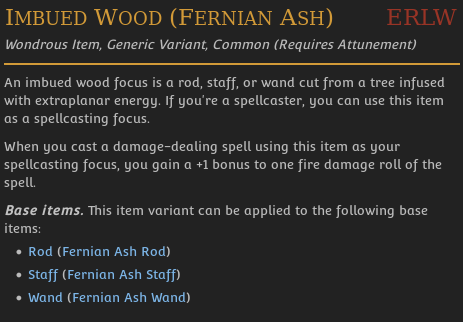 Imbued Wood (Fernian Ash) ERLW
Wondrous Item, Generic Variant, Common (Requires Attunement)
An imbued wood focus is a rod, staff, or wand cut from a tree infused
with extraplanar energy. If you're a spellcaster, you can use this item
as a spellcasting focus.
When you cast a damage-dealing spell using this item as your
spellcasting focus, you gain a +1 bonus to one fire damage roll of the
spell.
Base items. This item variant can be applied to the following base
items:
• Rod (Fernian Ash Rod)
• Staff (Fernian Ash Staff)
• Wand (Fernian Ash Wand)